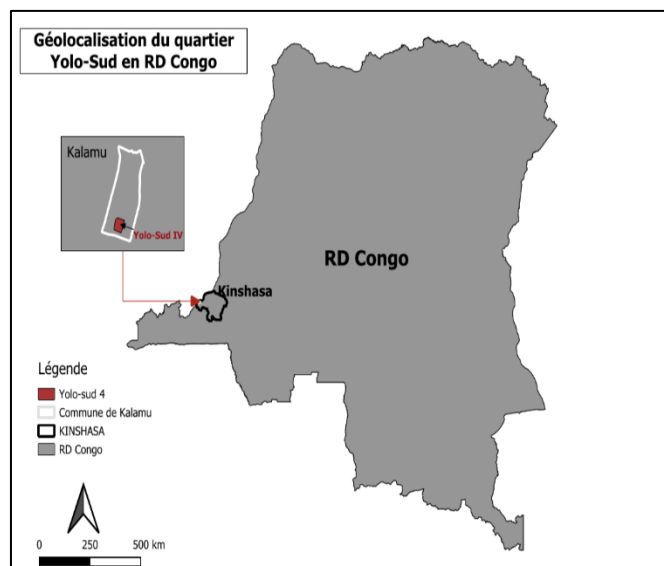 Géolocalisation du quartier
Yolo-Sud en RD Congo
Kalamu
Yolo-Sud IV
RD Congo
Kinshasa
Légende
Yolo-sud 4
Commune de Kalamu
KINSHASA
RD Congo
0 250 500 km